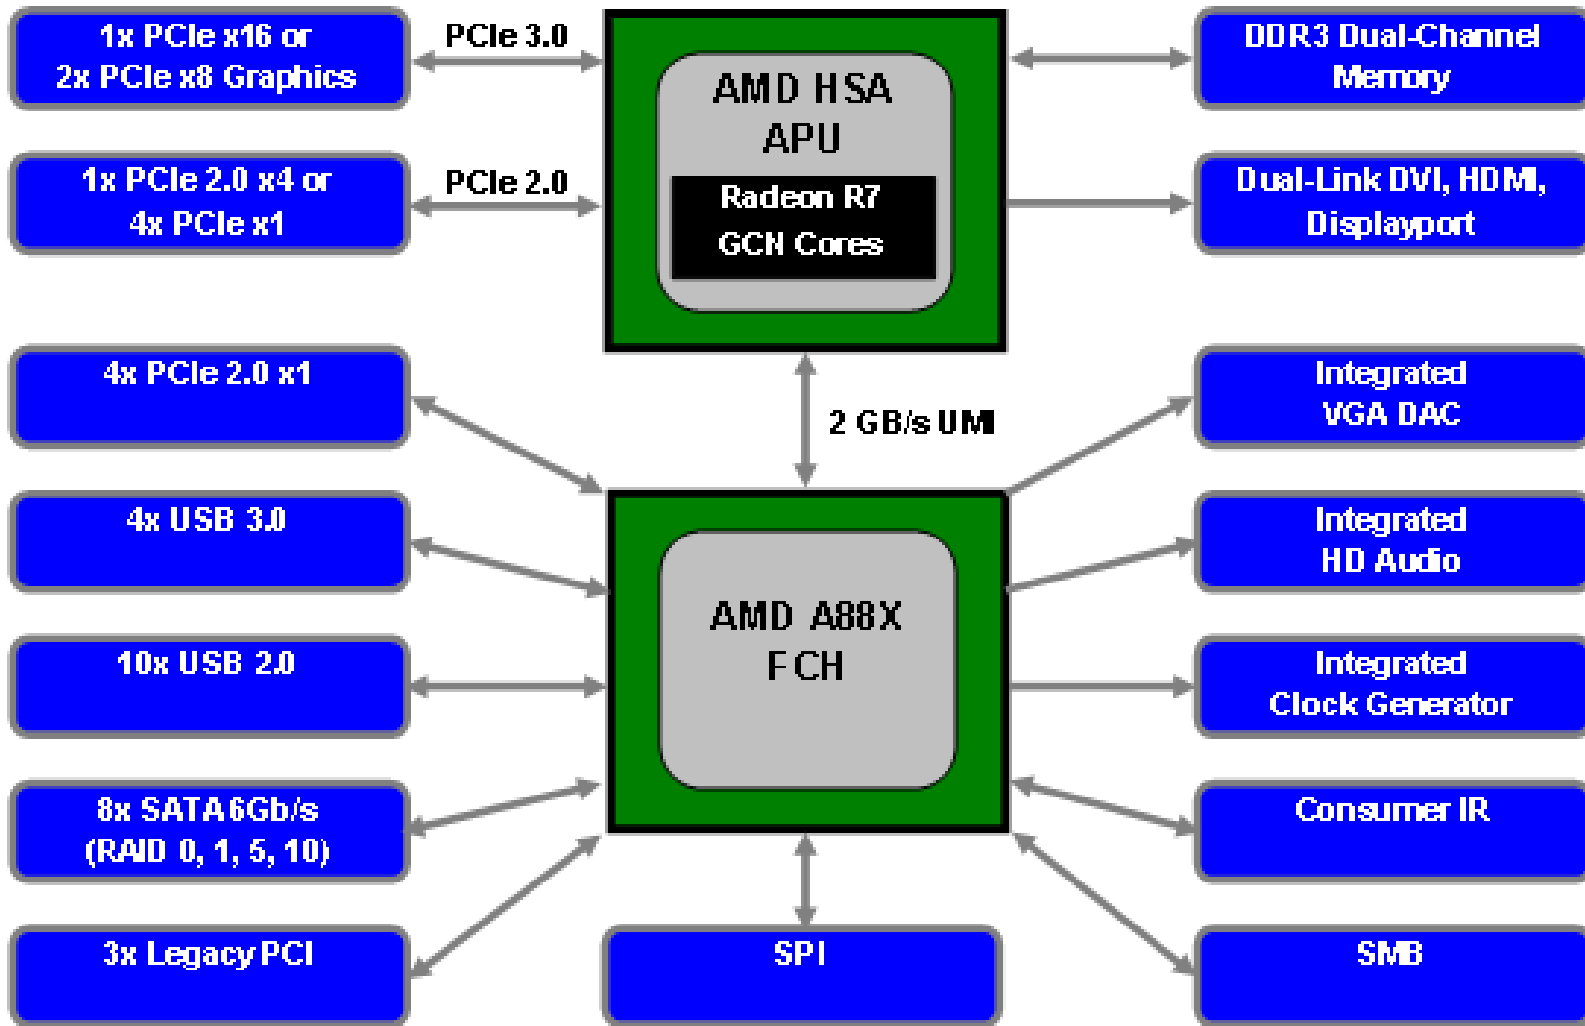 1x PCIe x16 or
2x PCIe x8 Graphics
PCIe 3.0
AMD HSA
APU
Radeon R7
GCN Cores
DDR3 Dual-Channel
Memory
1x PCIe 2.0 x4 or
4x PCIe x1
PCIe 2.0
Dual-Link DVI, HDMI,
Displayport
4x PCIe 2.0 x1
2 GB/s UMI
Integrated
VGA DAC
4x USB 3.0
Integrated
HD Audio
AMD A88X
FCH
10x USB 2.0
Integrated
Clock Generator
8x SATA 6Gb/s
(RAID 0, 1, 5, 10)
Consumer IR
3x Legacy PCI
SPI
SMB